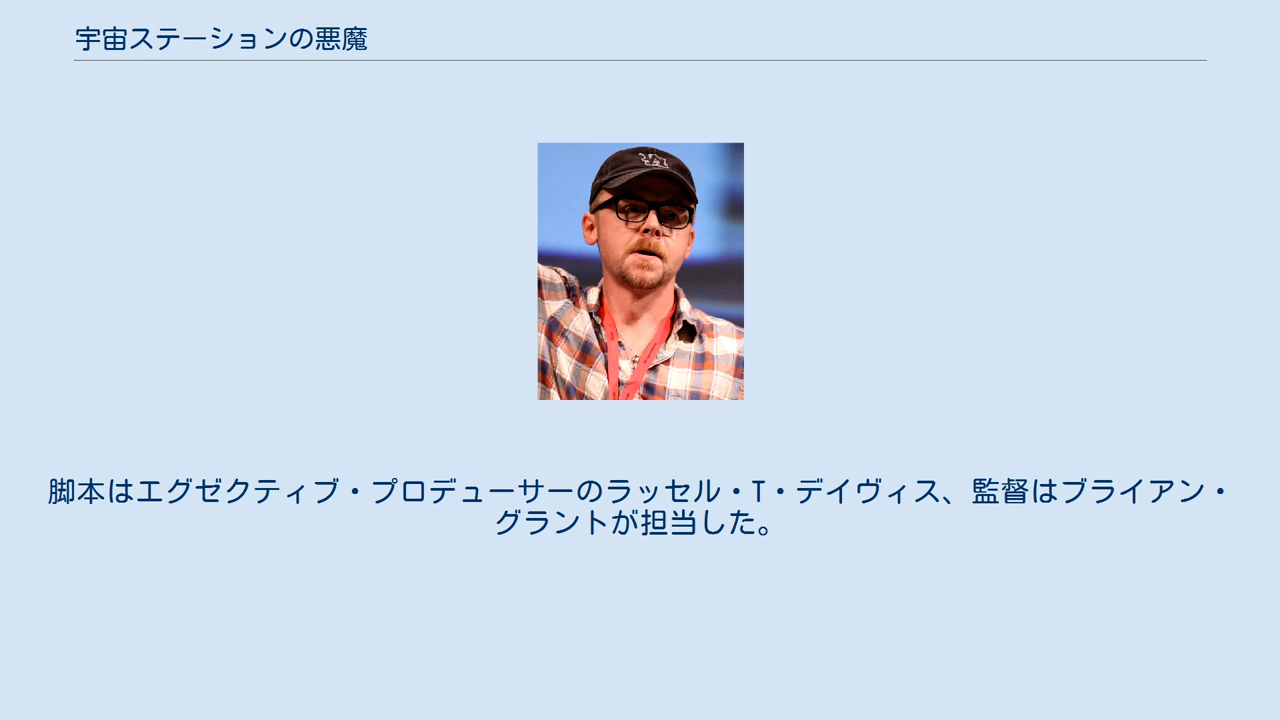 宇宙ステーションの悪魔
脚本はエグゼクティブ・プロデューサーのラッセル・T・デイヴィス、監督はブライアン・
グラントが担当した。